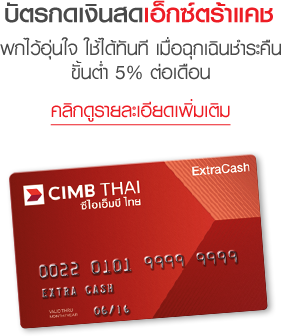 บัตรกดเงินสดเอ็กซ์ตร้าแคช
พกไว้อุ่นใจ ใช้ได้ทันที เมื่อฉุกเฉินชำระคืน
ขั้นต่ำ 5% ต่อเดือน
คลิกดูรายละเอียดเพิ่มเติม
ExtraCash
CIMB THAI
ซีไอเอ็มบี ไทย
0022 0101 9999 9999
EXTRA CASH
VALID THRU
06/16